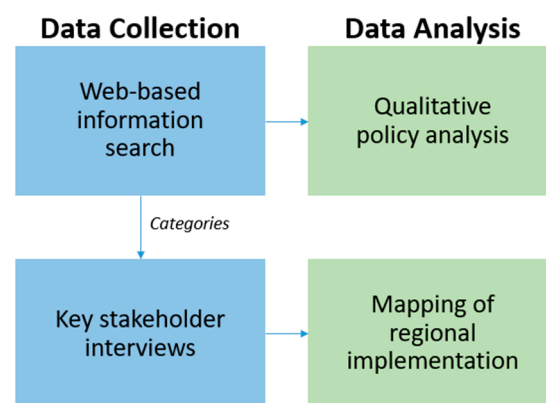 Data Collection
Data Analysis
Web-based
information
search
Qualitative
policy analysis
Categories
Key stakeholder
interviews
Mapping of
regional
implementation